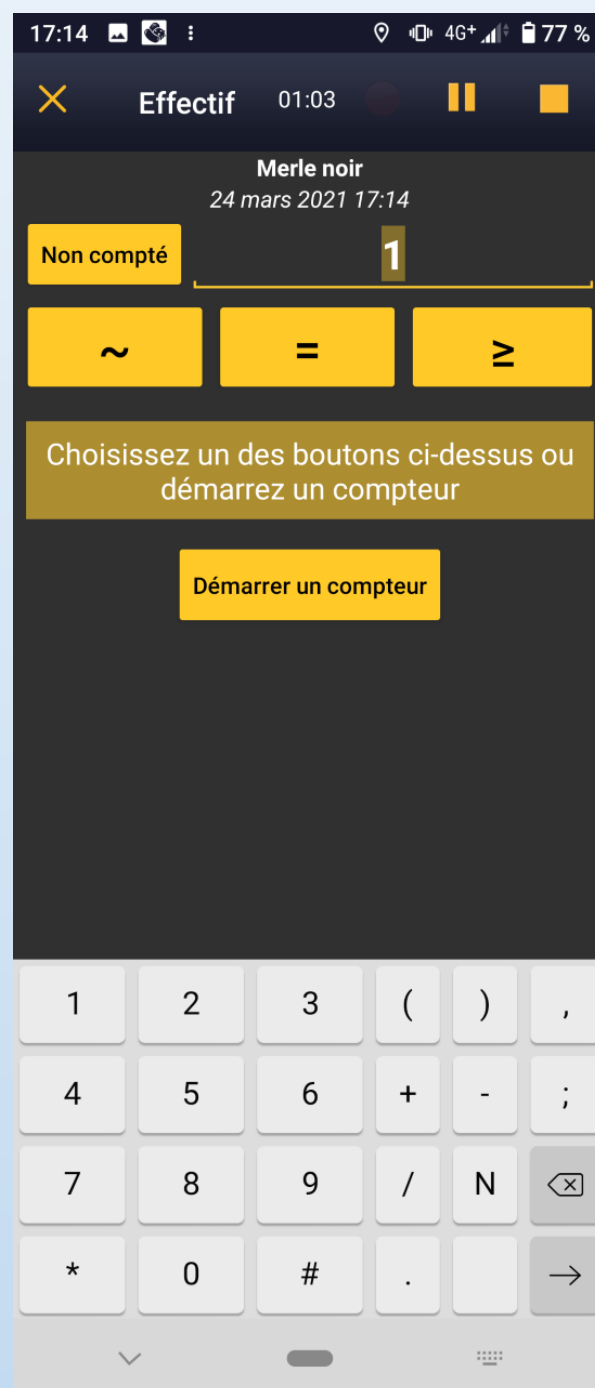 17:14 4G+ 77 %
Effectif 01:03
Merle noir
24 mars 2021 17:14
Non compté 1
~ = ≥
Choisissez un des boutons ci-dessus ou
démarrez un compteur
Démarrer un compteur
1 2 3 ( ) ,
4 5 6 + - ;
7 8 9 / N
* 0 # .